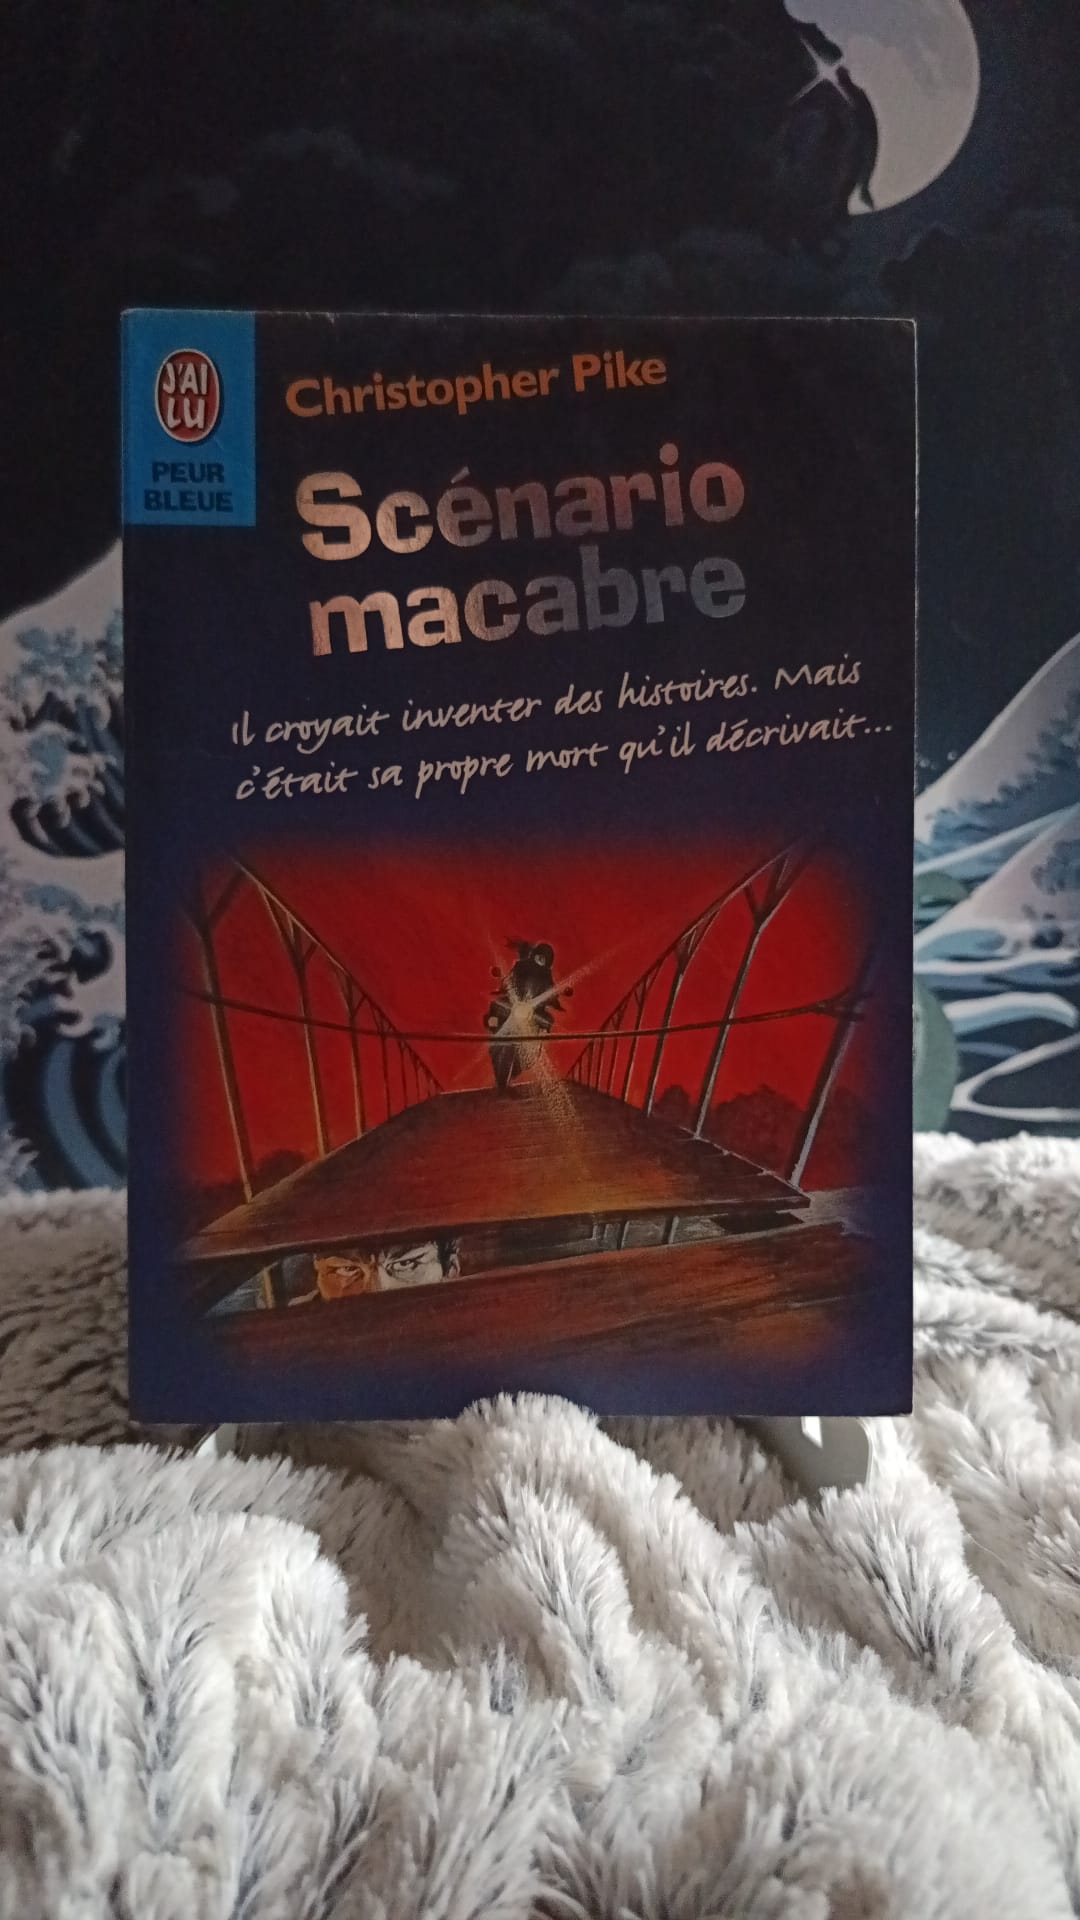 J'AI
LU
PEUR
BLEUE
Christopher Pike
Scénario
macabre
Il croyait inventer des histoires. Mais
c'était sa propre mort qu'il décrivait...